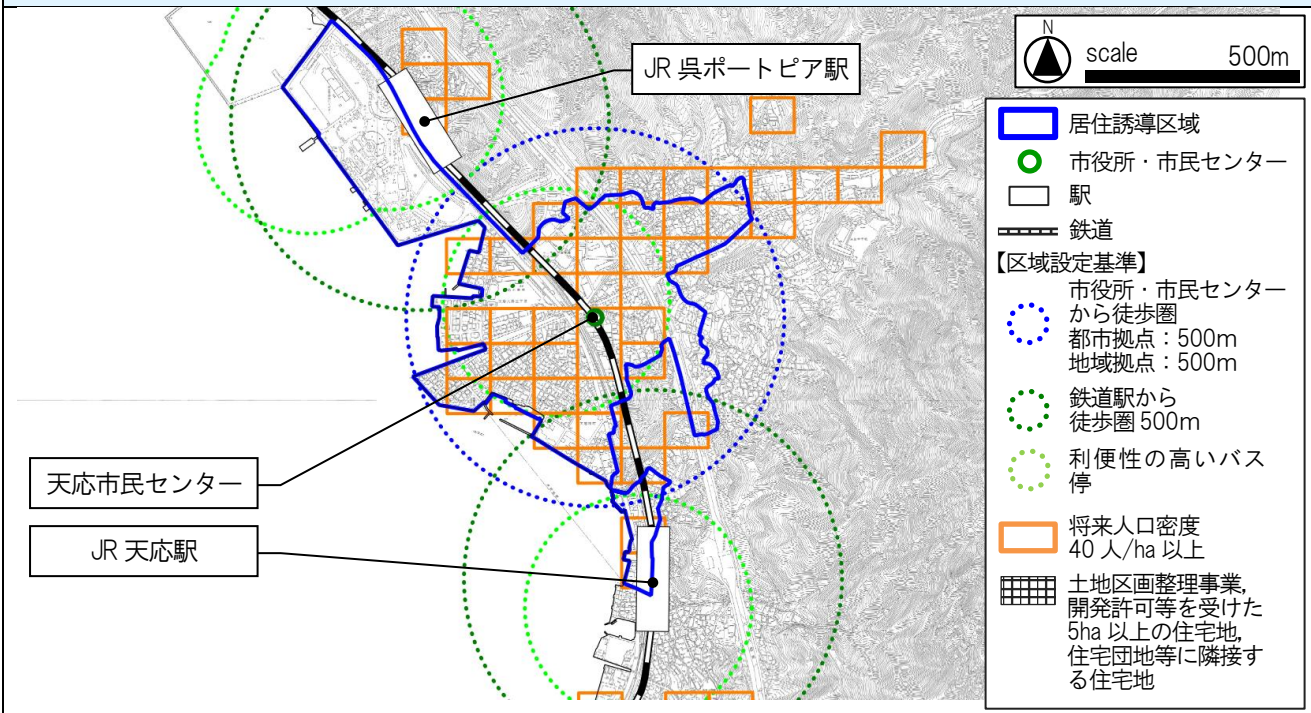 JR 呉ポートピア駅
N
scale 500m
居住誘導区域
市役所・市民センター
駅
鉄道
【区域設定基準】
市役所・市民センター
から徒歩圏
都市拠点：500m
地域拠点：500m
鉄道駅から
徒歩圏 500m
利便性の高いバス
停
将来人口密度
40 人/ha 以上
土地区画整理事業,
開発許可等を受けた
5ha 以上の住宅地,
住宅団地等に隣接す
る住宅地
天応市民センター
JR 天応駅